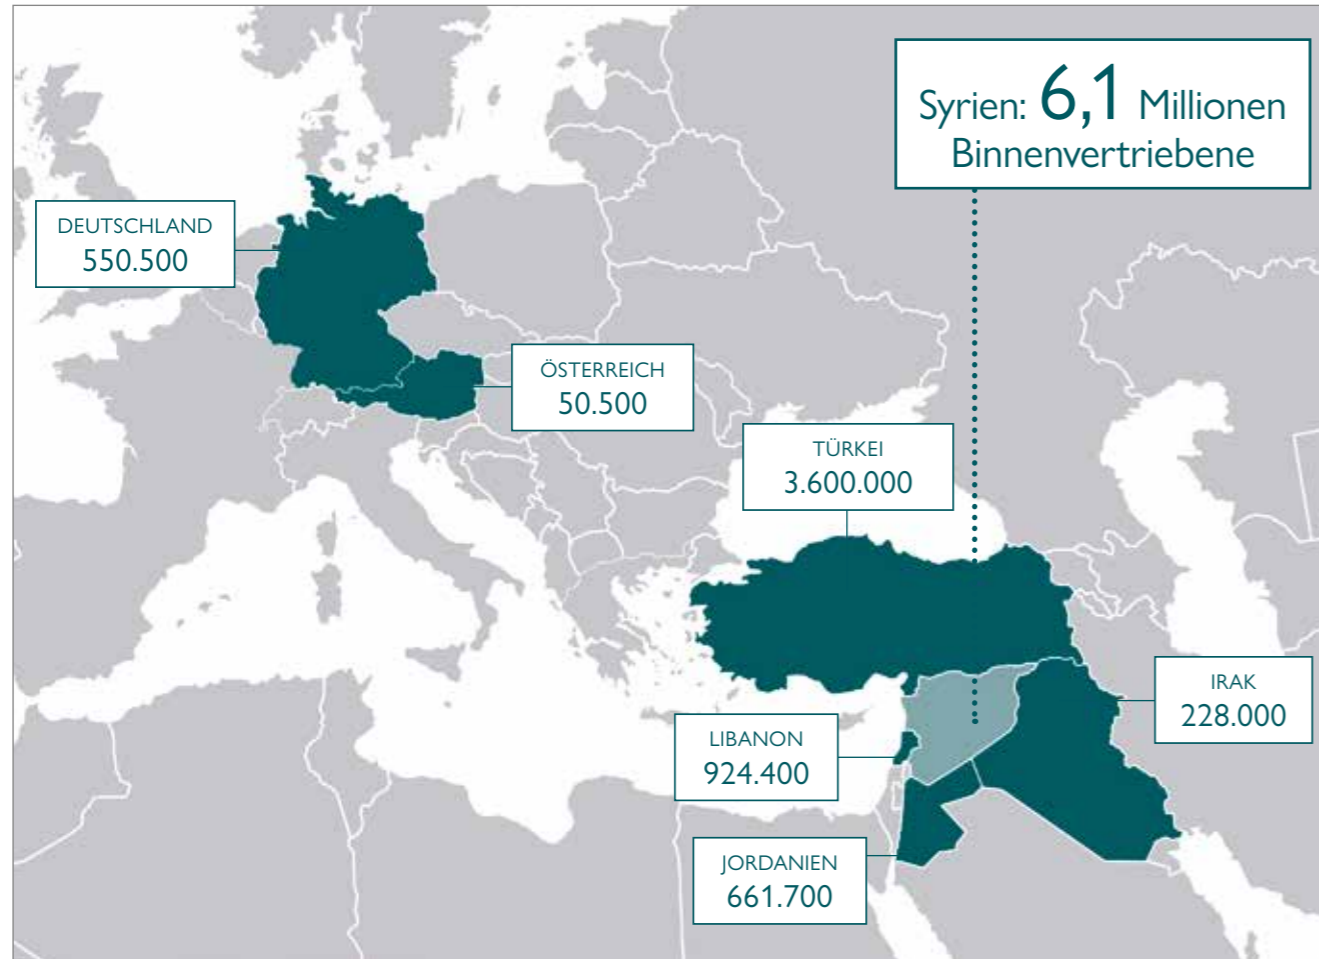 Syrien: 6,1 Millionen
Binnenvertriebene
DEUTSCHLAND
550.500
ÖSTERREICH
50.500
TÜRKEI
3.600.000
IRAK
228.000
LIBANON
924.400
JORDANIEN
661.700